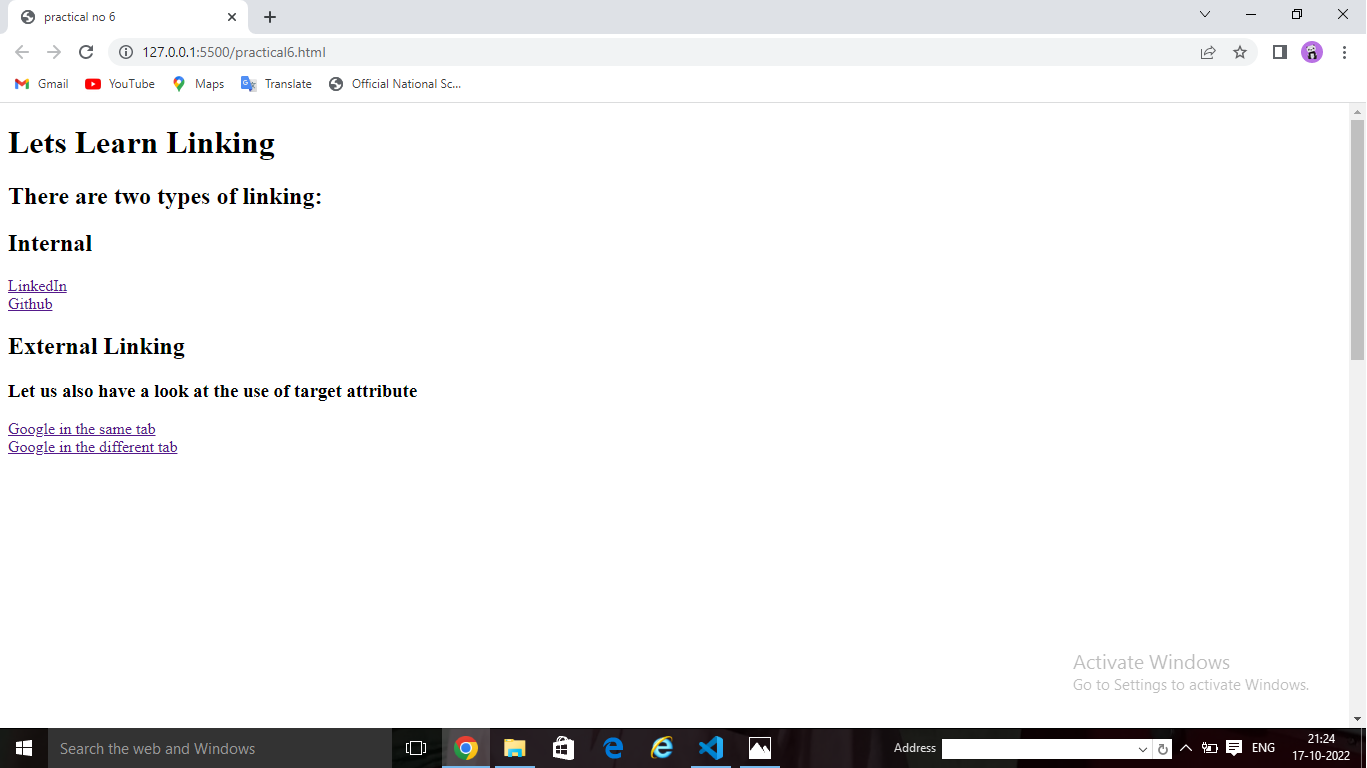 practical no 6
127.0.0.1:5500/practical6.html
Gmail YouTube Maps Translate Official National Sc...
Lets Learn Linking
There are two types of linking:
Internal
LinkedIn
Github
External Linking
Let us also have a look at the use of target attribute
Google in the same tab
Google in the different tab
Activate Windows
Go to Settings to activate Windows.
Search the web and Windows
Address
ENG
21:24
17-10-2022